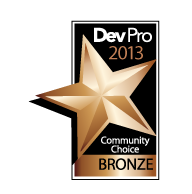 DevPro
2013
Community
Choice
BRONZE